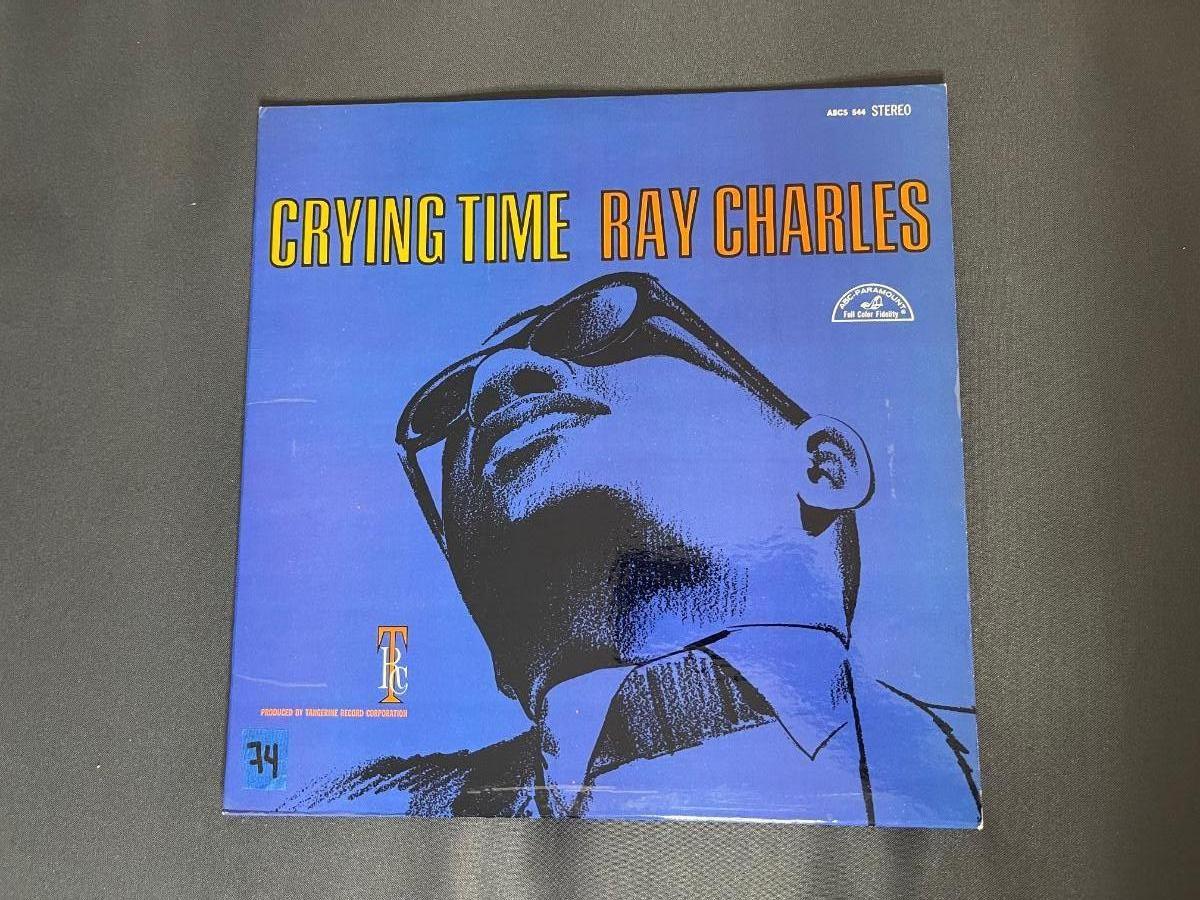 ABCS 544 STEREO
CRYING TIME RAY CHARLES
ABC-PARAMOUNT®
Full Color Fidelity
TRC
PRODUCED BY TANGERINE RECORD CORPORATION
74